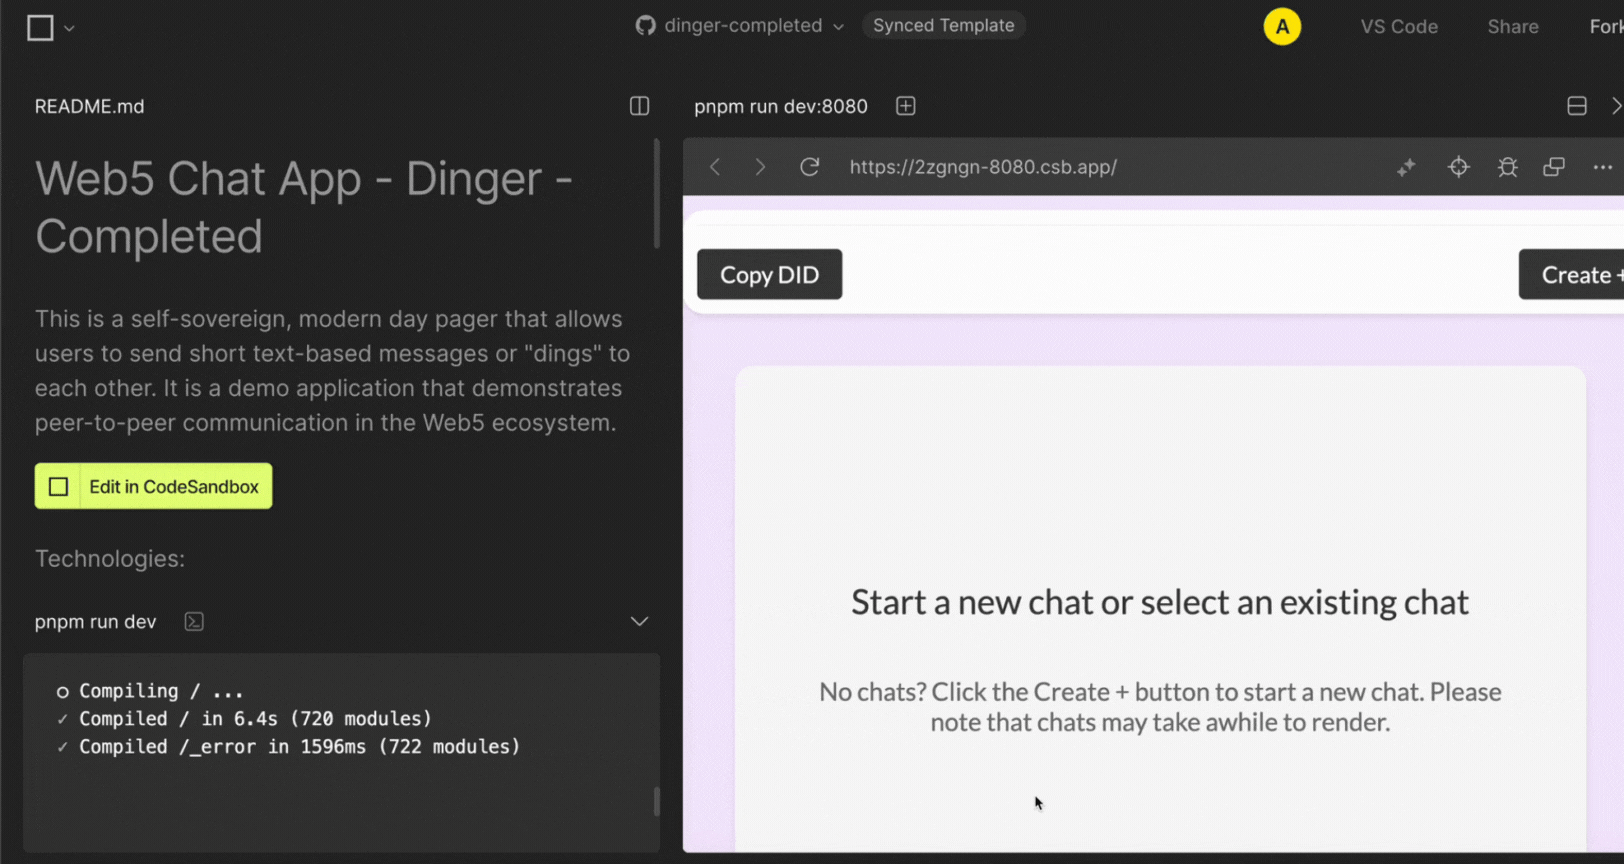 dinger-completed
Synced Template
A
VS Code
Share
Fork
README.md
Web5 Chat App - Dinger -
Completed
This is a self-sovereign, modern day pager that allows
users to send short text-based messages or "dings" to
each other. It is a demo application that demonstrates
peer-to-peer communication in the Web5 ecosystem.
Edit in CodeSandbox
Technologies:
pnpm run dev
Compiling / ...
✓ Compiled / in 6.4s (720 modules)
✓ Compiled /_error in 1596ms (722 modules)
pnpm run dev:8080
https://2zgngn-8080.csb.app/
Copy DID
Create +
Start a new chat or select an existing chat
No chats? Click the Create + button to start a new chat. Please
note that chats may take awhile to render.